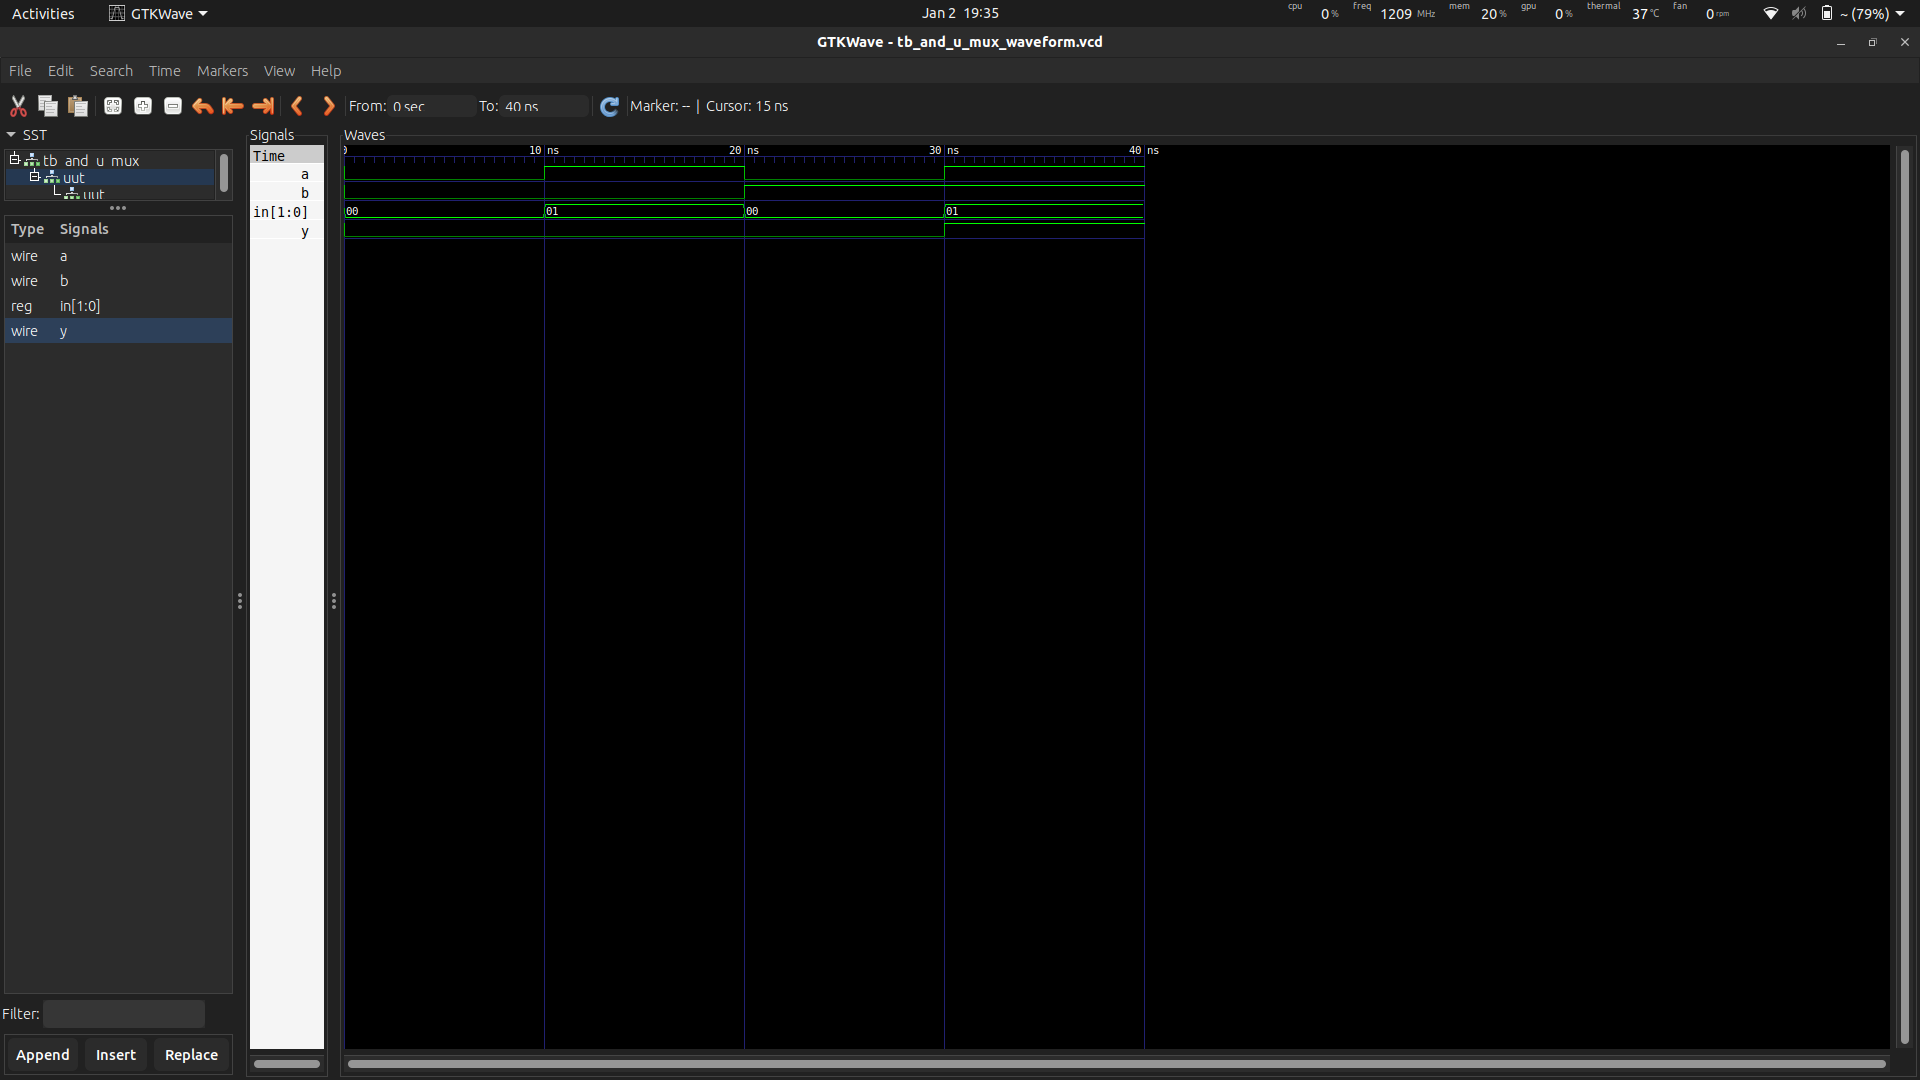 Activities GTKWave Jan 2 19:35 cpu 0% freq 1209 MHz mem 20% gpu 0% thermal 37°C fan 0 rpm ~ (79%)
GTKWave - tb_and_u_mux_waveform.vcd
File Edit Search Time Markers View Help
From: 0 sec To: 40 ns Marker: -- | Cursor: 15 ns
SST
tb_and_u_mux
uut
uut
Type Signals
wire a
wire b
reg in[1:0]
wire y
Filter:
Append Insert Replace
Signals
Time
a
b
in[1:0]
y
Waves
0 10 ns 20 ns 30 ns 40 ns
00 01 00 01